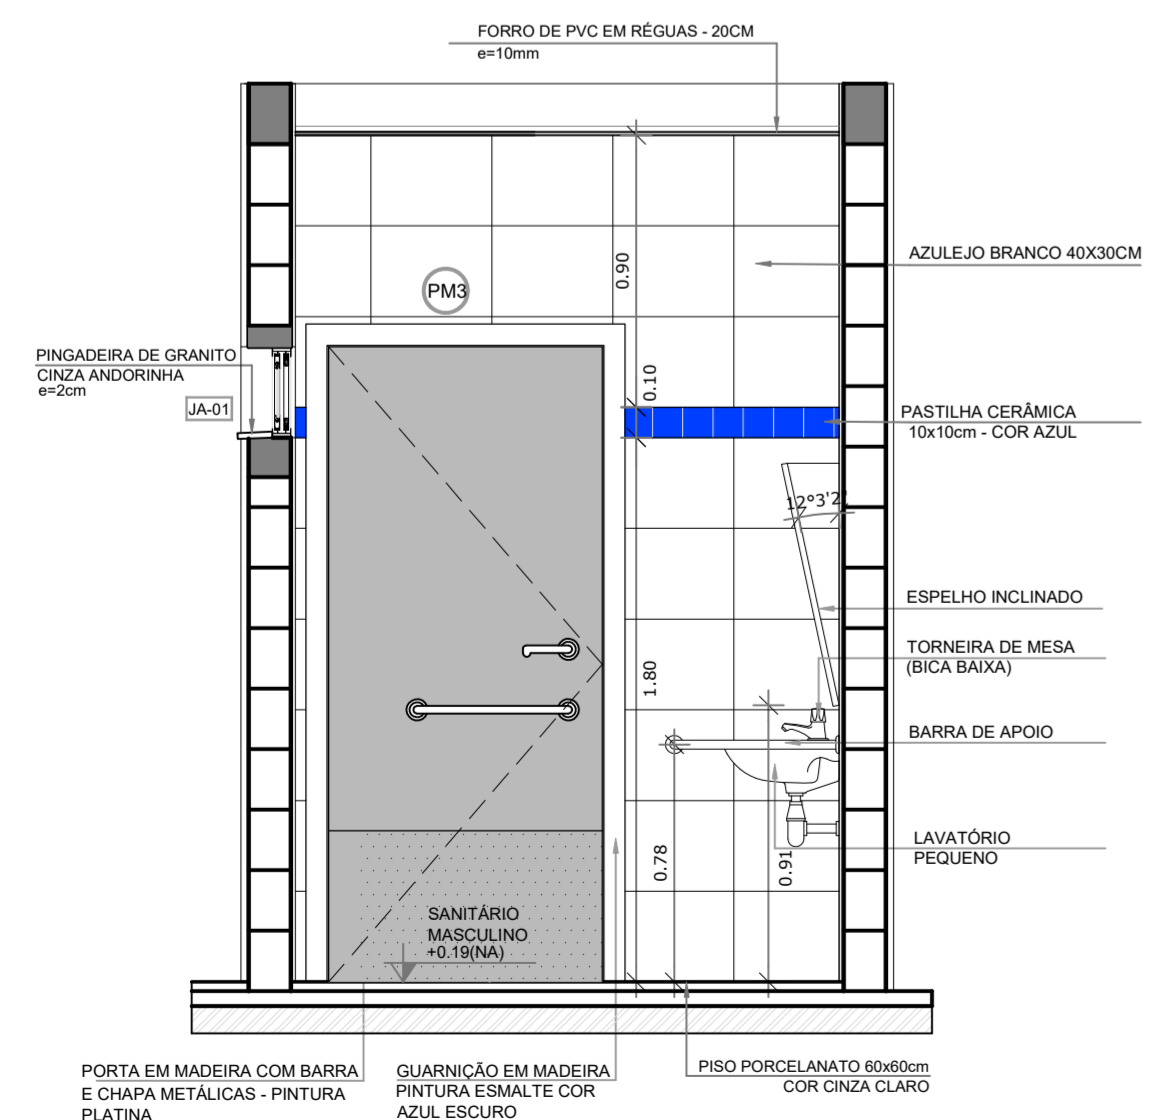 FORRO DE PVC EM RÉGUAS - 20CM
e=10mm
AZULEJO BRANCO 40X30CM
0.90
PM3
PINGADEIRA DE GRANITO
CINZA ANDORINHA
e=2cm
JA-01
0.10
PASTILHA CERÂMICA
10x10cm - COR AZUL
12°3'2
ESPELHO INCLINADO
TORNEIRA DE MESA
(BICA BAIXA)
1.80
BARRA DE APOIO
LAVATÓRIO
PEQUENO
0.78
0.91
SANITÁRIO
MASCULINO
+0.19(NA)
PORTA EM MADEIRA COM BARRA
E CHAPA METÁLICAS - PINTURA
PLATINA
GUARNIÇÃO EM MADEIRA
PINTURA ESMALTE COR
AZUL ESCURO
PISO PORCELANATO 60x60cm
COR CINZA CLARO